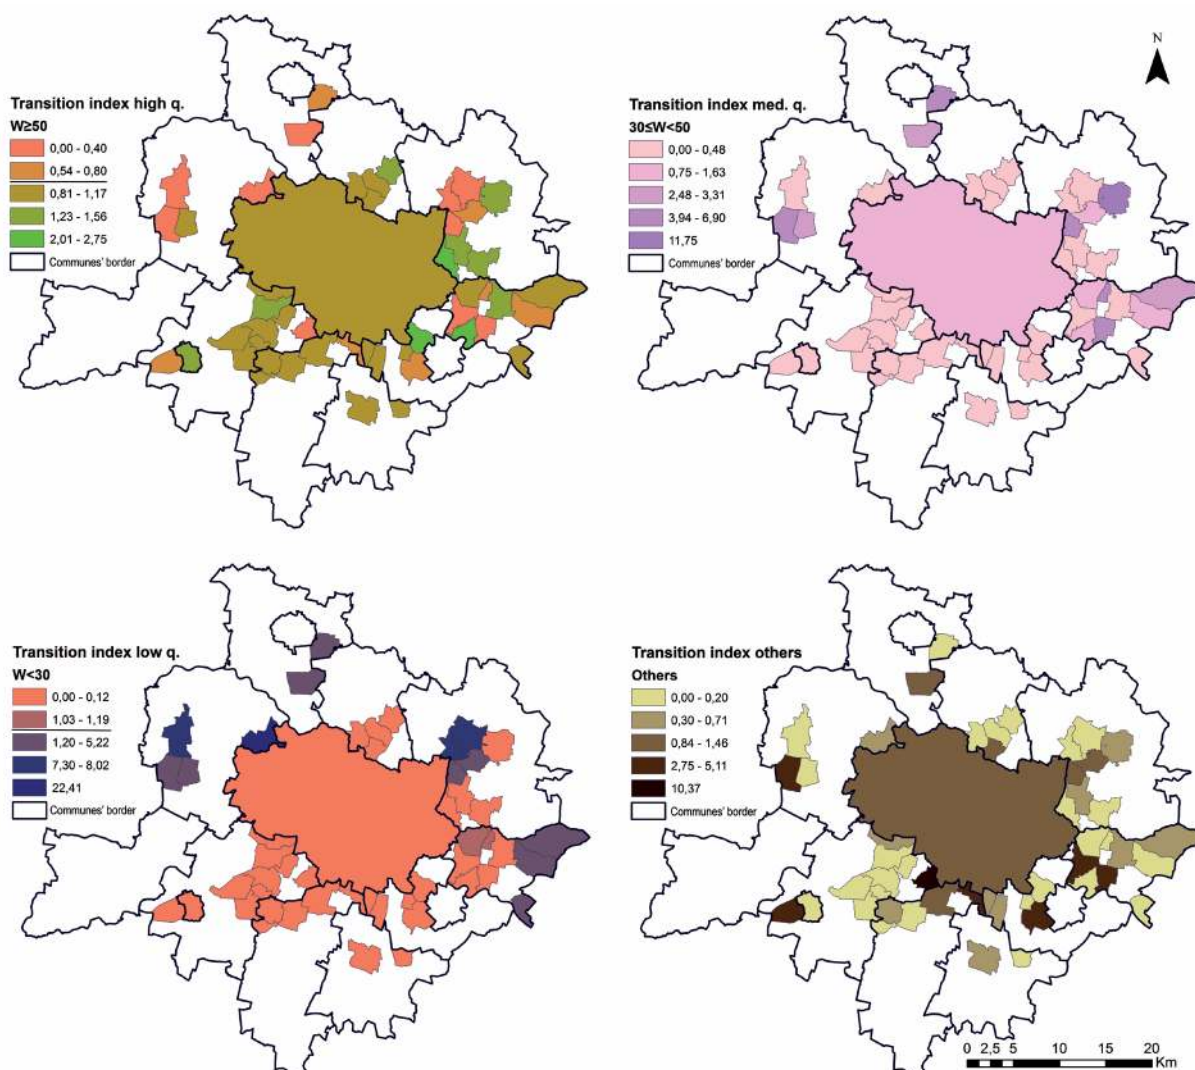 Transition index high q.
W≥50
0,00 - 0,40
0,54 - 0,80
0,81 - 1,17
1,23 - 1,56
2,01 - 2,75
Communes' border
N
Transition index med. q.
30≤W<50
0,00 - 0,48
0,75 - 1,63
2,48 - 3,31
3,94 - 6,90
11,75
Communes' border
Transition index low q.
W<30
0,00 - 0,12
1,03 - 1,19
1,20 - 5,22
7,30 - 8,02
22,41
Communes' border
Transition index others
Others
0,00 - 0,20
0,30 - 0,71
0,84 - 1,46
2,75 - 5,11
10,37
Communes' border
0 2,5 5 10 15 20
Km